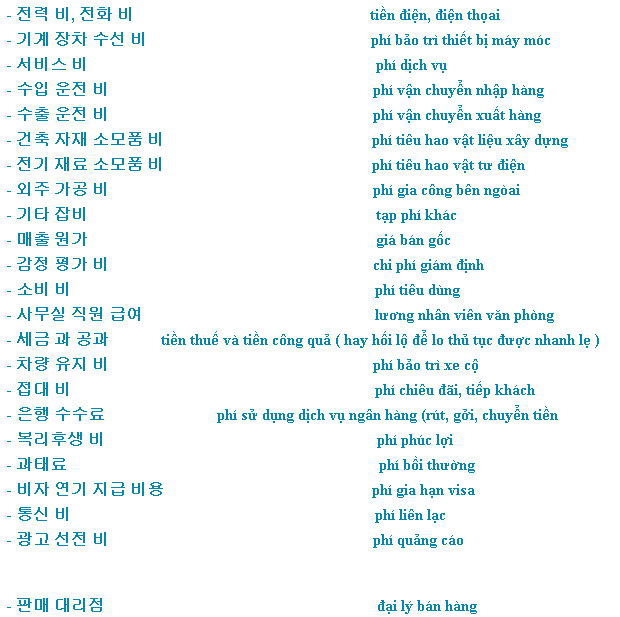 - 전력 비, 전화 비 tiền điện, điện thọai
- 기계 장차 수선 비 phí bảo trì thiết bị máy móc
- 서비스 비 phí dịch vụ
- 수입 운전 비 phí vận chuyển nhập hàng
- 수출 운전 비 phí vận chuyển xuất hàng
- 건축 자재 소모품 비 phí tiêu hao vật liệu xây dựng
- 전기 재료 소모품 비 phí tiêu hao vật tư điện
- 외주 가공 비 phí gia công bên ngòai
- 기타 잡비 tạp phí khác
- 매출 원가 giá bán gốc
- 감정 평가 비 chi phí giám định
- 소비 비 phí tiêu dùng
- 사무실 직원 급여 lương nhân viên văn phòng
- 세금 과 공과 tiền thuế và tiền công quả ( hay hối lộ để lo thủ tục được nhanh lẹ )
- 차량 유지 비 phí bảo trì xe cộ
- 접대 비 phí chiêu đãi, tiếp khách
- 은행 수수료 phí sử dụng dịch vụ ngân hàng (rút, gởi, chuyển tiền
- 복리후생 비 phí phúc lợi
- 과태료 phí bồi thường
- 비자 연기 지급 비용 phí gia hạn visa
- 통신 비 phí liên lạc
- 광고 선전 비 phí quảng cáo
- 판매 대리점 đại lý bán hàng